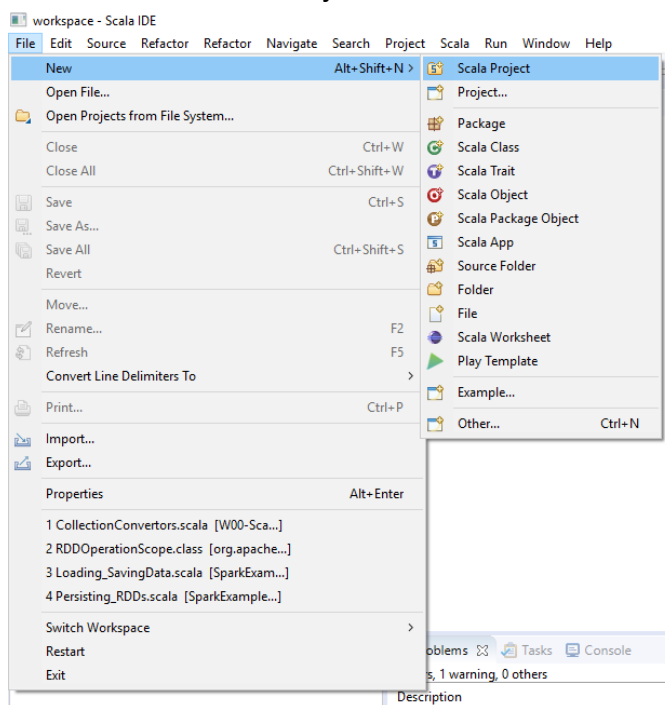 workspace - Scala IDE
File Edit Source Refactor Refactor Navigate Search Project Scala Run Window Help
New Alt+Shift+N >
Open File...
Open Projects from File System...
Close Ctrl+W
Close All Ctrl+Shift+W
Save Ctrl+S
Save As...
Save All Ctrl+Shift+S
Revert
Move...
Rename... F2
Refresh F5
Convert Line Delimiters To >
Print... Ctrl+P
Import...
Export...
Properties Alt+Enter
1 CollectionConvertors.scala [W00-Sca...]
2 RDDOperationScope.class [org.apache...]
3 Loading_SavingData.scala [SparkExam...]
4 Persisting_RDDs.scala [SparkExample...]
Switch Workspace >
Restart
Exit
Scala Project
Project...
Package
Scala Class
Scala Trait
Scala Object
Scala Package Object
Scala App
Source Folder
Folder
File
Scala Worksheet
Play Template
Example...
Other... Ctrl+N
oblems Tasks Console
s, 1 warning, 0 others
Description